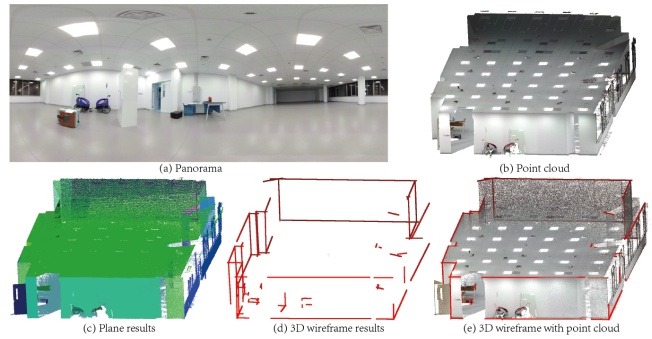 (a) Panorama
(b) Point cloud
(c) Plane results
(d) 3D wireframe results
(e) 3D wireframe with point cloud